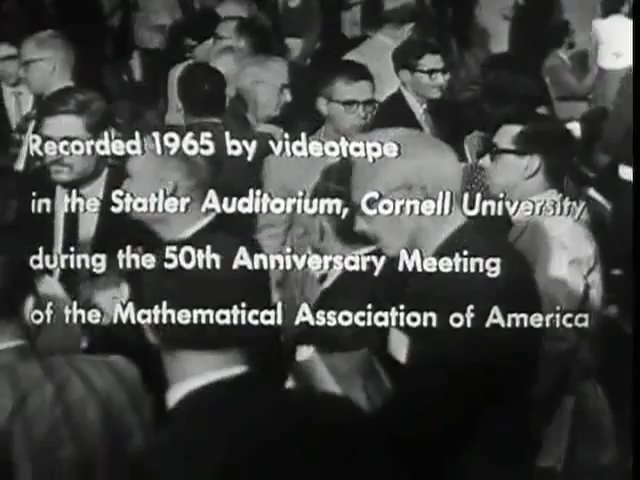 Recorded 1965 by videotape
in the Statler Auditorium, Cornell University
during the 50th Anniversary Meeting
of the Mathematical Association of America